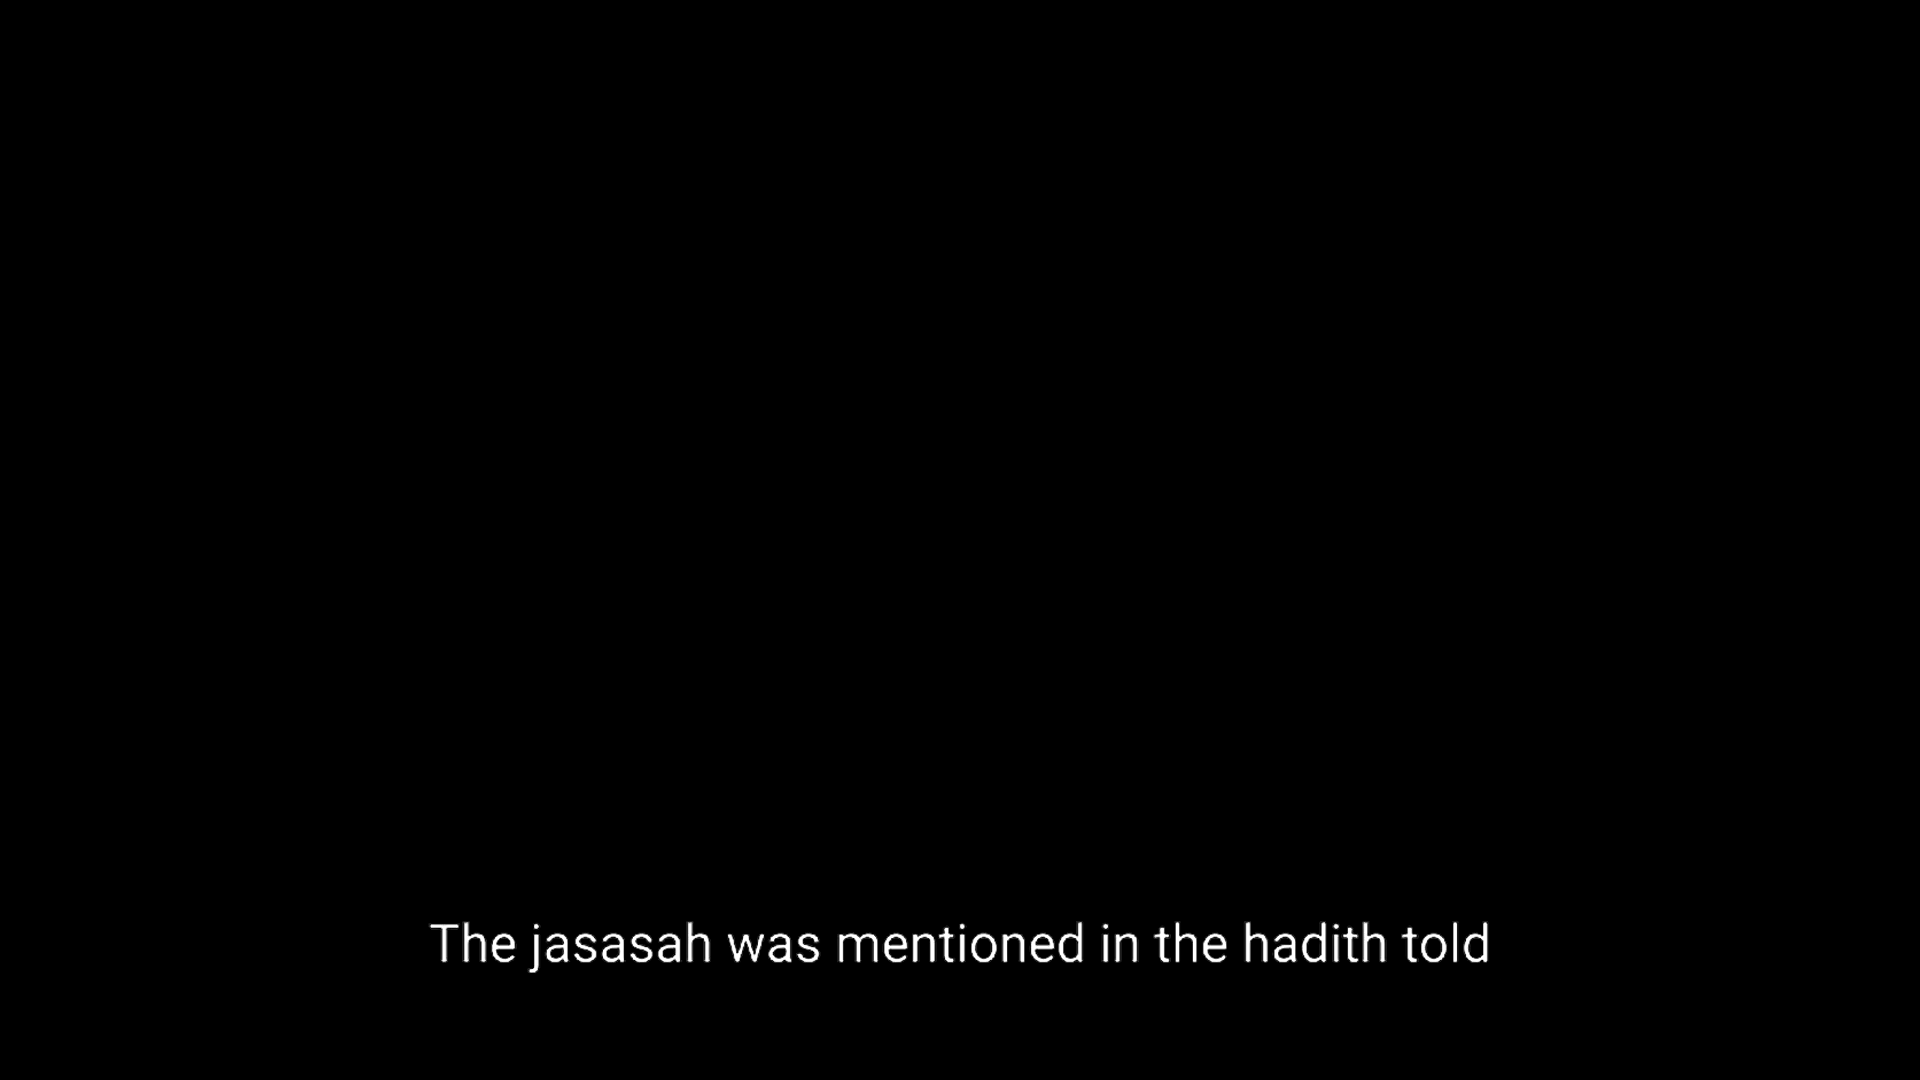 The jasasah was mentioned in the hadith told